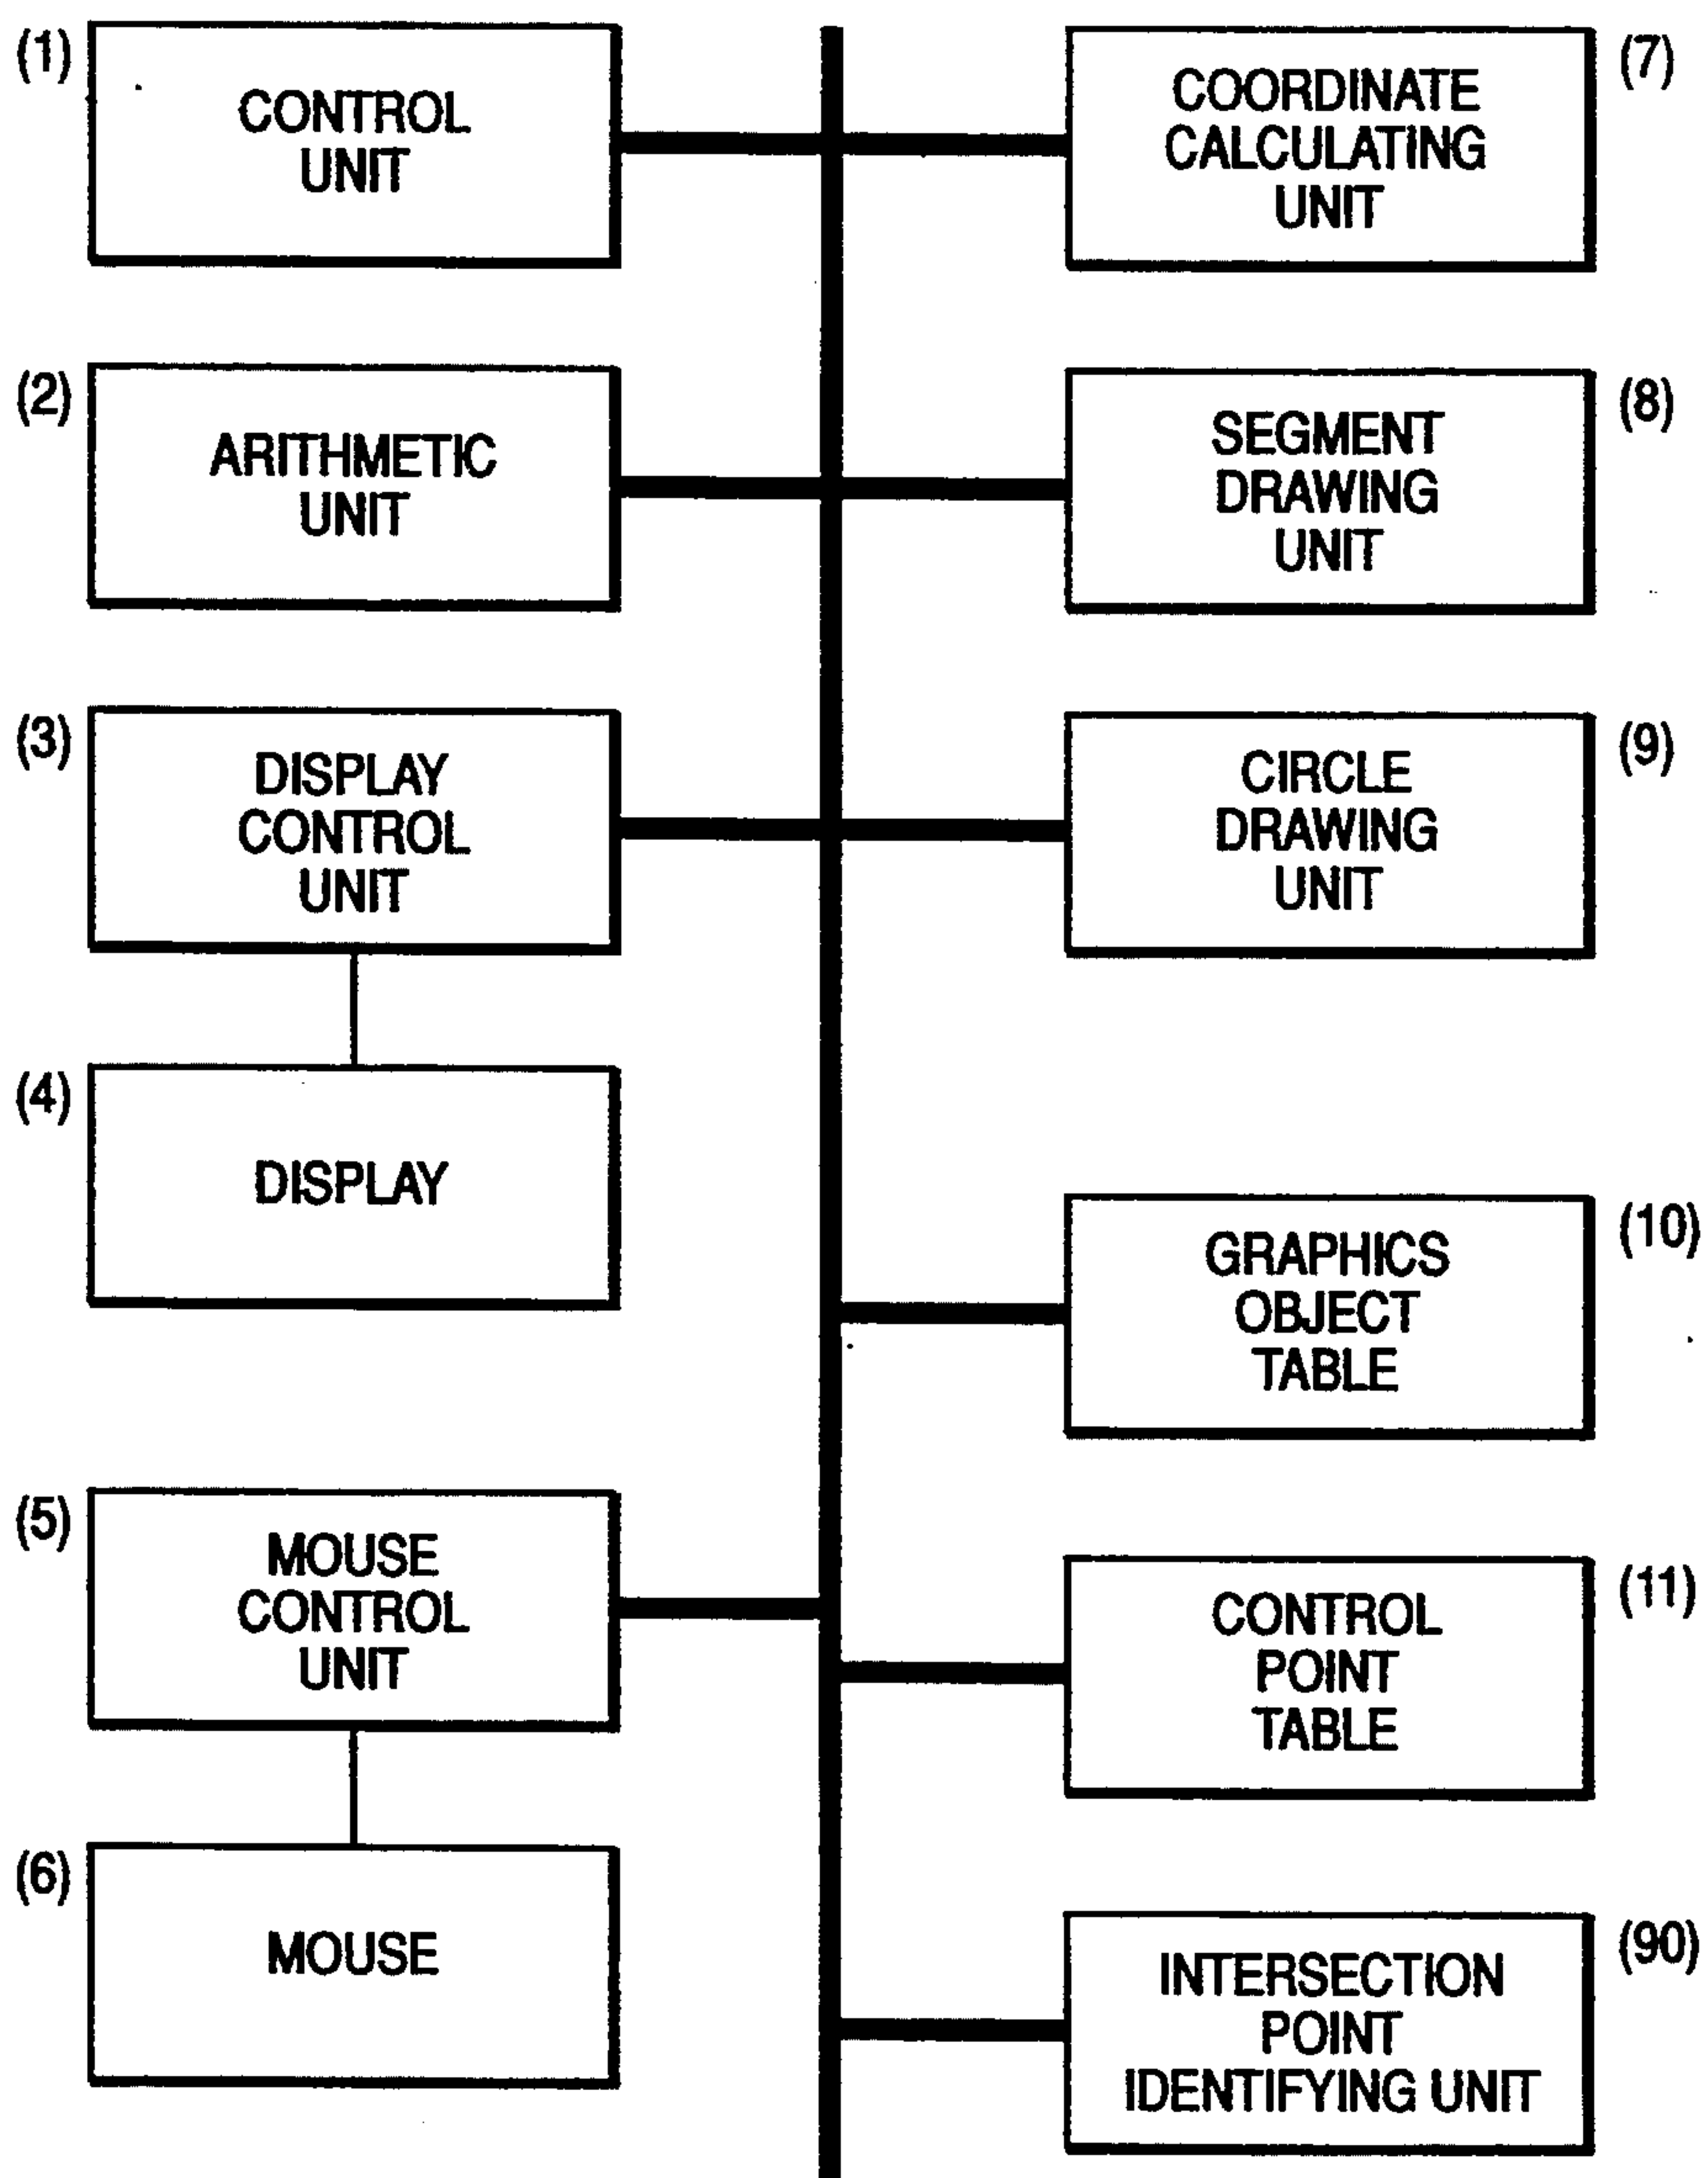 (1)
CONTROL
UNIT
(2)
ARITHMETIC
UNIT
(3)
DISPLAY
CONTROL
UNIT
(4)
DISPLAY
(5)
MOUSE
CONTROL
UNIT
(6)
MOUSE
(7)
COORDINATE
CALCULATING
UNIT
(8)
SEGMENT
DRAWING
UNIT
(9)
CIRCLE
DRAWING
UNIT
(10)
GRAPHICS
OBJECT
TABLE
(11)
CONTROL
POINT
TABLE
(90)
INTERSECTION
POINT
IDENTIFYING UNIT